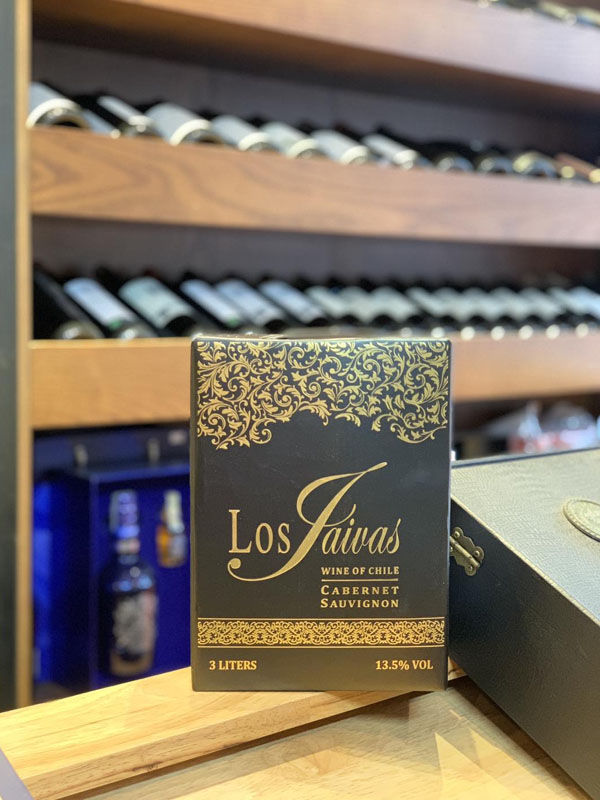 Los Jaivas
WINE OF CHILE
CABERNET
SAUVIGNON
3 LITERS 13.5% VOL